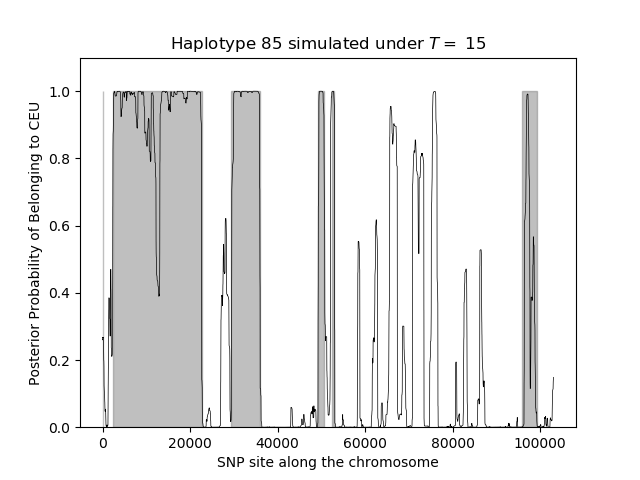 Haplotype 85 simulated under T = 15
Posterior Probability of Belonging to CEU
1.0
0.8
0.6
0.4
0.2
0.0
0 20000 40000 60000 80000 100000
SNP site along the chromosome